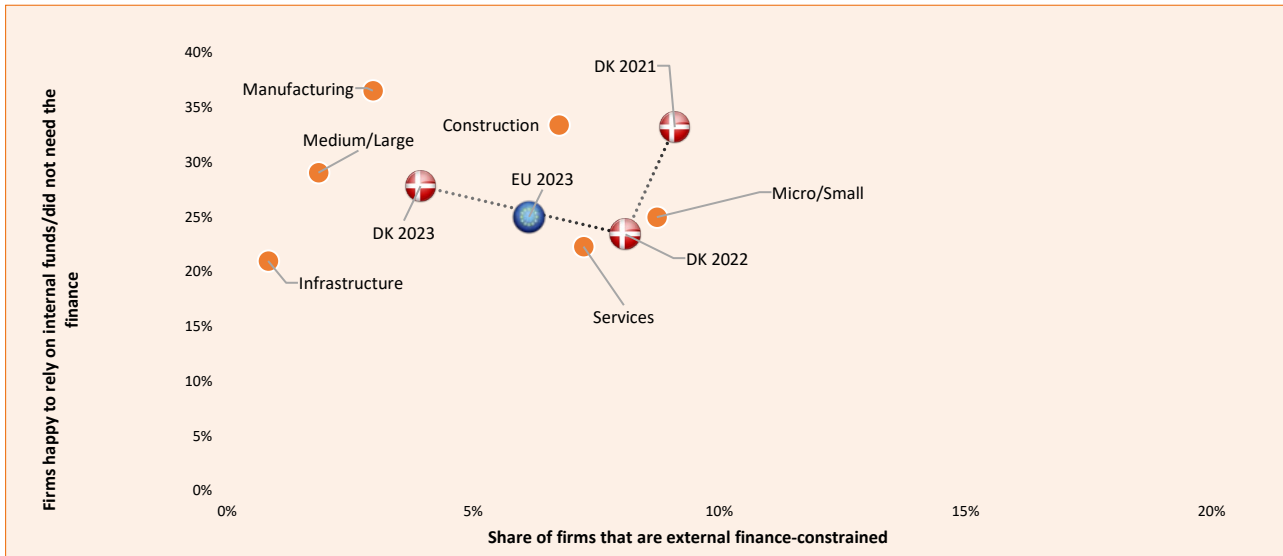 Firms happy to rely on internal funds/did not need the
finance
40%
35%
30%
25%
20%
15%
10%
5%
0%
DK 2021
Manufacturing
Construction
Medium/Large
EU 2023
Micro/Small
DK 2023
DK 2022
Infrastructure
Services
0%
5%
10%
15%
20%
Share of firms that are external finance-constrained